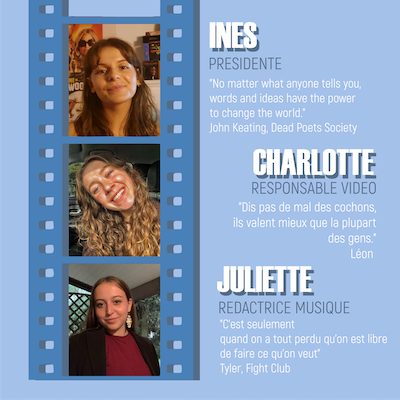 INES
PRESIDENTE
"No matter what anyone tells you,
words and ideas have the power
to change the world."
John Keating, Dead Poets Society
CHARLOTTE
RESPONSABLE VIDEO
"Dis pas de mal des cochons,
ils valent mieux que la plupart
des gens."
Léon
JULIETTE
REDACTRICE MUSIQUE
"C'est seulement
quand on a tout perdu qu'on est libre
de faire ce qu'on veut"
Tyler, Fight Club